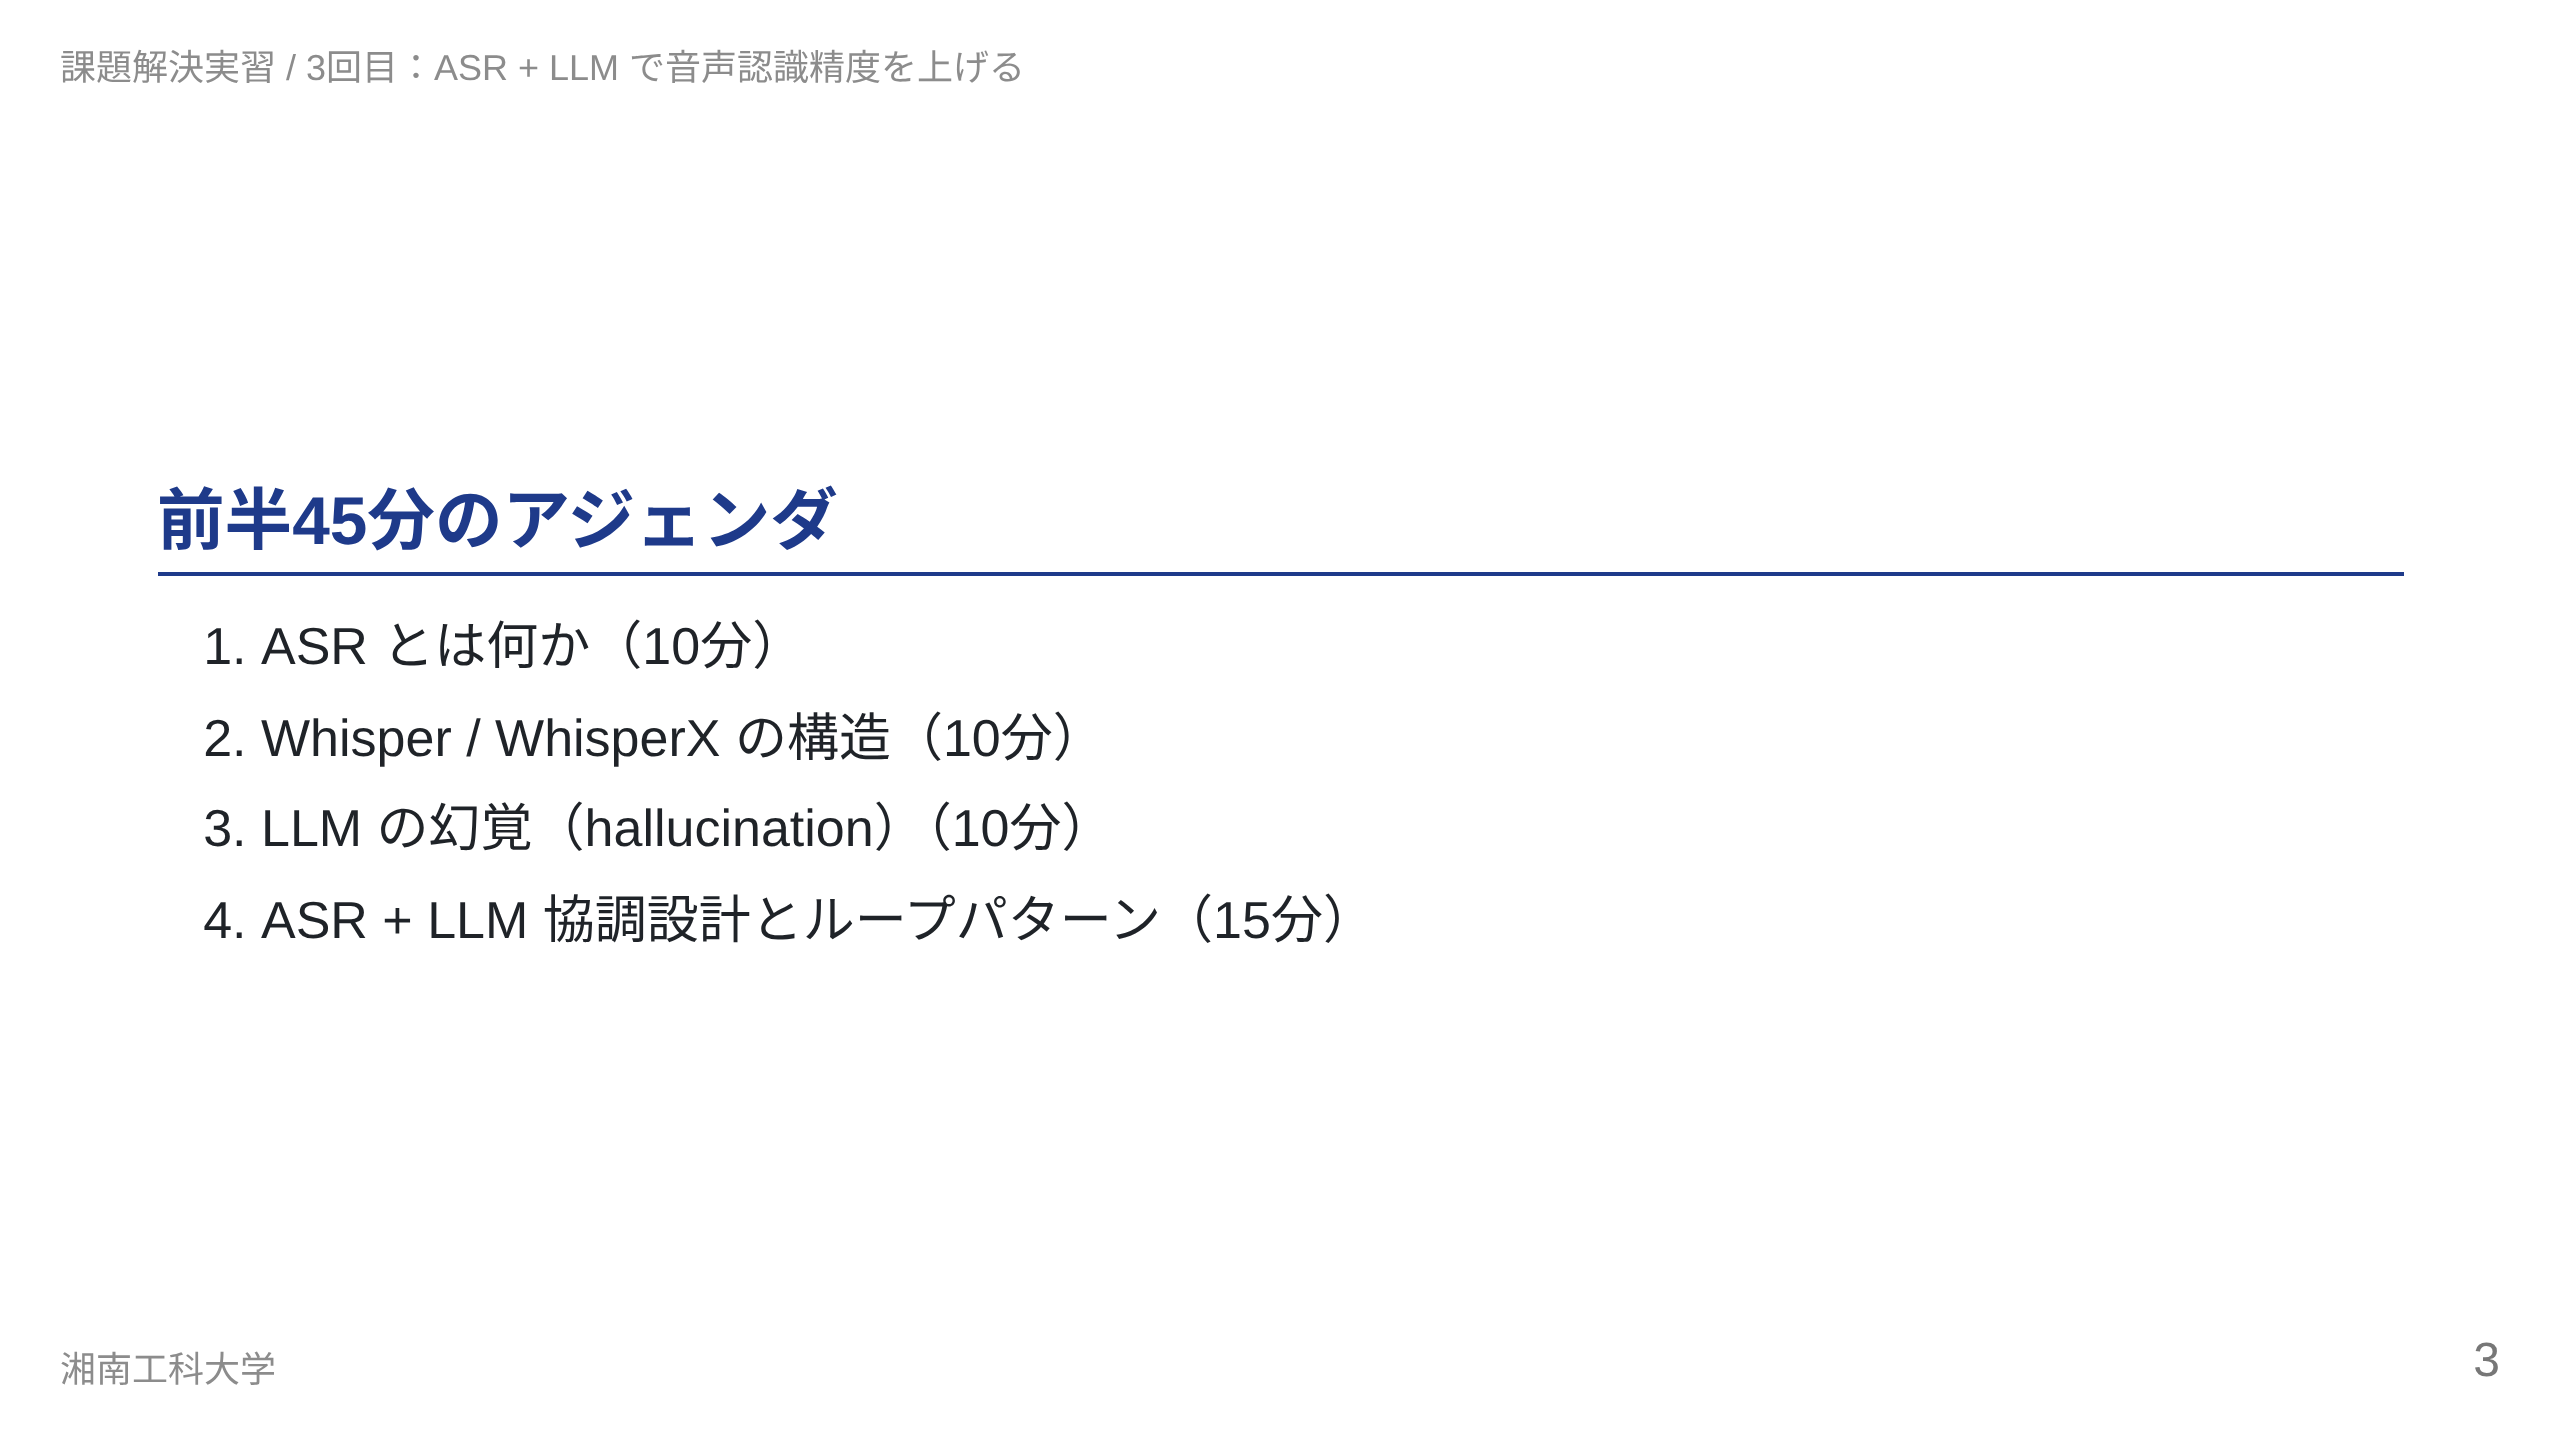 課題解決実習 / 3回目：ASR + LLM で音声認識精度を上げる
前半45分のアジェンダ
1. ASR とは何か（10分）
2. Whisper / WhisperX の構造（10分）
3. LLM の幻覚（hallucination）（10分）
4. ASR + LLM 協調設計とループパターン（15分）
湘南工科大学
3